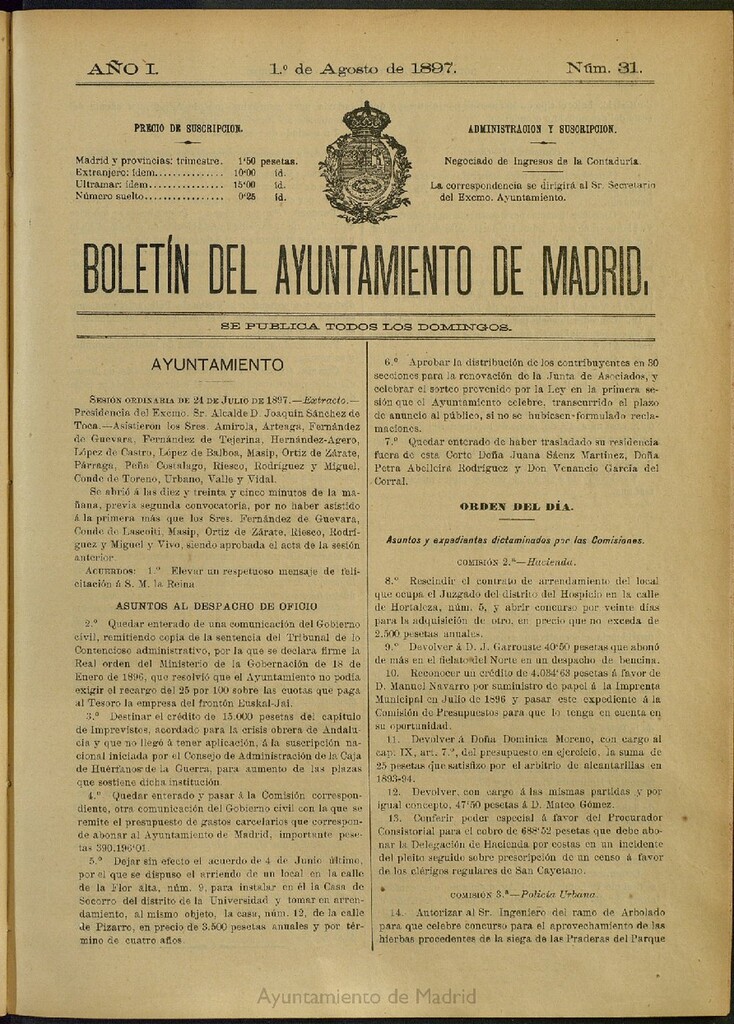 AÑO I.
1.º de Agosto de 1897.
Núm. 31.
PRECIO DE SUSCRIPCION.
Madrid y provincias: trimestre. 1'50 pesetas.
Extranjero: ídem............... 10'00 id.
Ultramar: ídem................ 15'00 id.
Número suelto.................. 0'25 id.
ADMINISTRACION Y SUSCRIPCION.
Negociado de Ingresos de la Contaduría.
La correspondencia se dirigirá al Sr. Secretario
del Excmo. Ayuntamiento.
BOLETÍN DEL AYUNTAMIENTO DE MADRID.
SE PUBLICA TODOS LOS DOMINGOS.
AYUNTAMIENTO
SESIÓN ORDINARIA DE 24 DE JULIO DE 1897.—Extracto.—
Presidencia del Excmo. Sr. Alcalde D. Joaquín Sánchez de
Toca.—Asistieron los Sres. Amirola, Arteaga, Fernández
de Guevara, Fernández de Tejerina, Hernández-Agero,
López de Castro, López de Balboa, Masip, Ortiz de Zárate,
Párraga, Peña Costalago, Riesco, Rodríguez y Miguel,
Conde de Toreno, Urbano, Valle y Vidal.
Se abrió á las diez y treinta y cinco minutos de la ma-
ñana, previa segunda convocatoria, por no haber asistido
á la primera más que los Sres. Fernández de Guevara,
Conde de Lascoiti, Masip, Ortiz de Zárate, Riesco, Rodrí-
guez y Miguel y Vivo, siendo aprobada el acta de la sesión
anterior.
ACUERDOS: 1.º Elevar un respetuoso mensaje de feli-
citación á S. M. la Reina
ASUNTOS AL DESPACHO DE OFICIO
2.º Quedar enterado de una comunicación del Gobierno
civil, remitiendo copia de la sentencia del Tribunal de lo
Contencioso administrativo, por la que se declara firme la
Real orden del Ministerio de la Gobernación de 18 de
Enero de 1896, que resolvió que el Ayuntamiento no podía
exigir el recargo del 25 por 100 sobre las cuotas que paga
al Tesoro la empresa del frontón Euskal-Jai.
3.º Destinar el crédito de 15.000 pesetas del capítulo
de Imprevistos, acordado para la crisis obrera de Andalu-
cía y que no llegó á tener aplicación, á la suscripción na-
cional iniciada por el Consejo de Administración de la Caja
de Huérfanos de la Guerra, para aumento de las plazas
que sostiene dicha institución.
4.º Quedar enterado y pasar á la Comisión correspon-
diente, otra comunicación del Gobierno civil con la que se
remite el presupuesto de gastos carcelarios que correspon-
de abonar al Ayuntamiento de Madrid, importante pese-
tas 390.196'01.
5.º Dejar sin efecto el acuerdo de 4 de Junio último,
por el que se dispuso el arriendo de un local en la calle
de la Flor alta, núm. 9, para instalar en él la Casa de
Socorro del distrito de la Universidad y tomar en arren-
damiento, al mismo objeto, la casa, núm. 12, de la calle
de Pizarro, en precio de 3.500 pesetas anuales y por tér-
mino de cuatro años.
6.º Aprobar la distribución de los contribuyentes en 30
secciones para la renovación de la Junta de Asociados, y
celebrar el sorteo prevenido por la Ley en la primera se-
sión que el Ayuntamiento celebre, transcurrido el plazo
de anuncio al público, si no se hubiesen formulado recla-
maciones.
7.º Quedar enterado de haber trasladado su residencia
fuera de esta Corte Doña Juana Sáenz Martínez, Doña
Petra Abelleira Rodríguez y Don Venancio García del
Corral.
ORDEN DEL DÍA.
Asuntos y expedientes dictaminados por las Comisiones.
COMISIÓN 2.ª—Hacienda.
8.º Rescindir el contrato de arrendamiento del local
que ocupa el Juzgado del distrito del Hospicio en la calle
de Hortaleza, núm. 5, y abrir concurso por veinte días
para la adquisición de otro, en precio que no exceda de
2.500 pesetas anuales.
9.º Devolver á D. J. Garrouste 40'50 pesetas que abonó
de más en el fielato del Norte en un despacho de bencina.
10. Reconocer un crédito de 4.034'63 pesetas á favor de
D. Manuel Navarro por suministro de papel á la Imprenta
Municipal en Julio de 1896 y pasar este expediente á la
Comisión de Presupuestos para que lo tenga en cuenta en
su oportunidad.
11. Devolver á Doña Dominica Moreno, con cargo al
cap. IX, art. 7.º, del presupuesto en ejercicio, la suma de
25 pesetas que satisfizo por el arbitrio de alcantarillas en
1893-94.
12. Devolver, con cargo á las mismas partidas y por
igual concepto, 47'50 pesetas á D. Mateo Gómez.
13. Conferir poder especial á favor del Procurador
Consistorial para el cobro de 688'52 pesetas que debe abo-
nar la Delegación de Hacienda por costas en un incidente
del pleito seguido sobre prescripción de un censo á favor
de los clérigos regulares de San Cayetano.
COMISIÓN 3.ª—Policía Urbana.
14. Autorizar al Sr. Ingeniero del ramo de Arbolado
para que celebre concurso para el aprovechamiento de las
hierbas procedentes de la siega de las Praderas del Parque
Ayuntamiento de Madrid